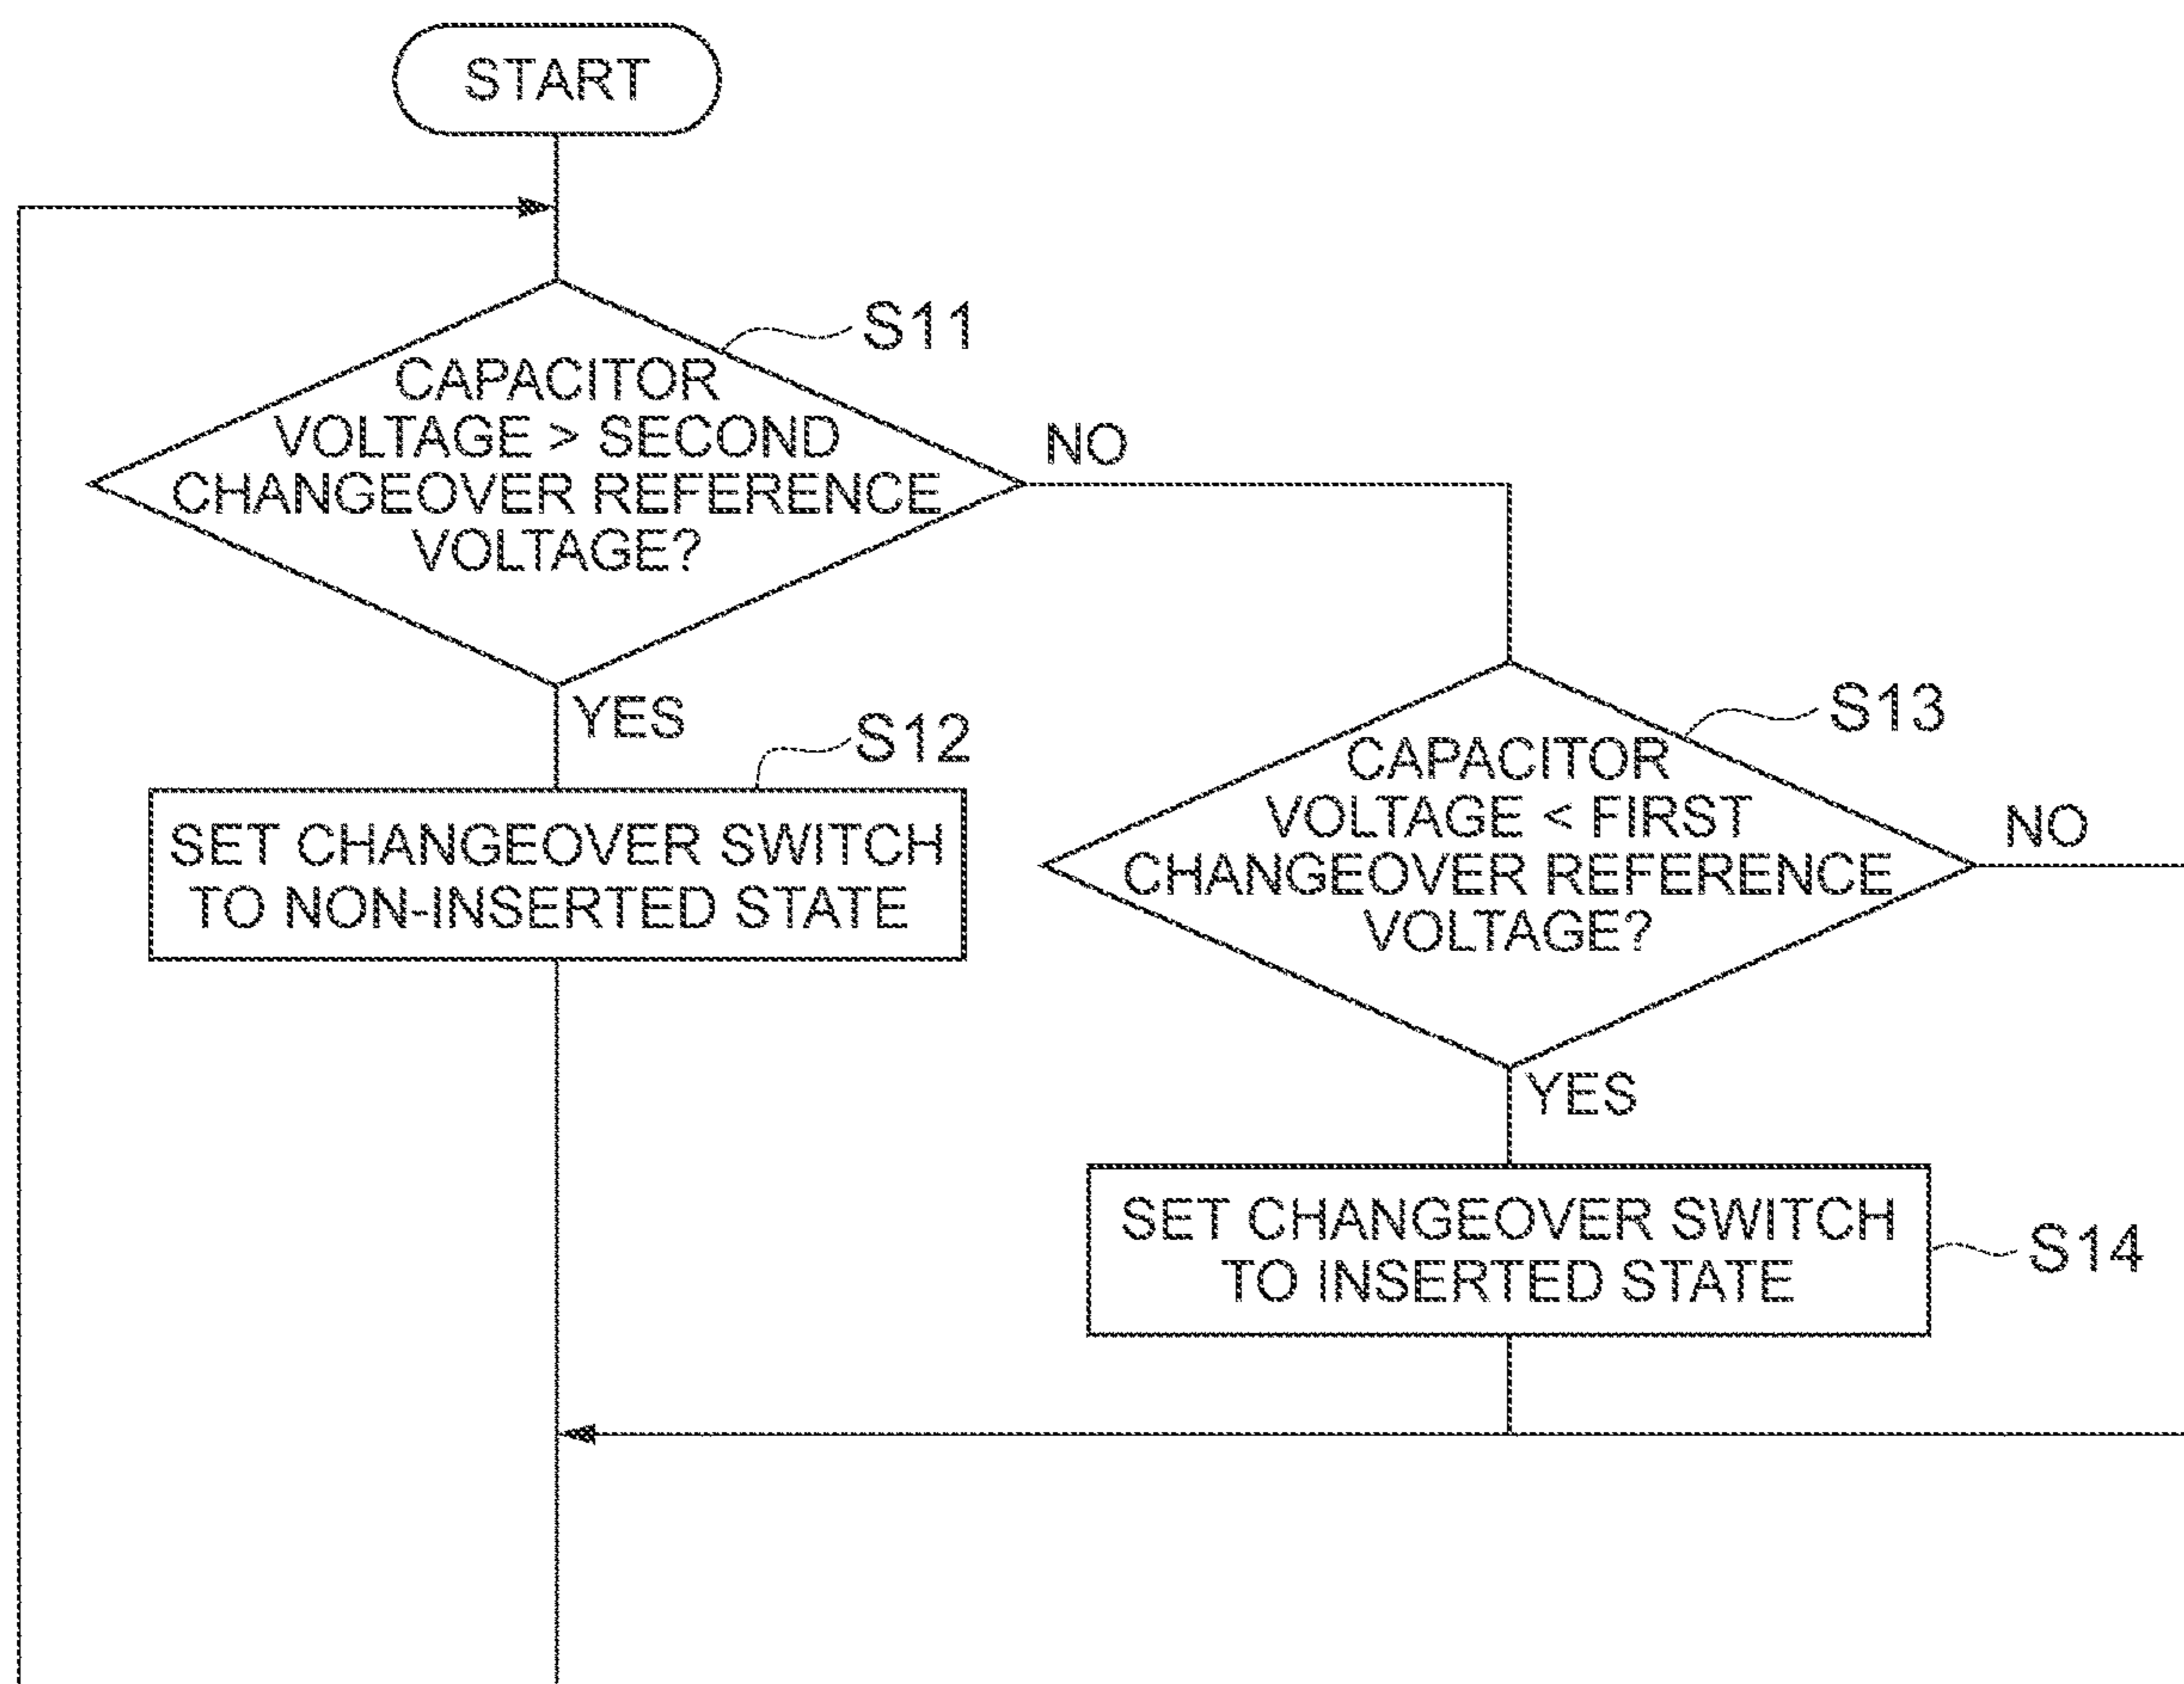 START
S11
CAPACITOR
VOLTAGE > SECOND
CHANGEOVER REFERENCE
VOLTAGE?
NO
YES
S12
SET CHANGEOVER SWITCH
TO NON-INSERTED STATE
S13
CAPACITOR
VOLTAGE < FIRST
CHANGEOVER REFERENCE
VOLTAGE?
NO
YES
SET CHANGEOVER SWITCH
TO INSERTED STATE
S14